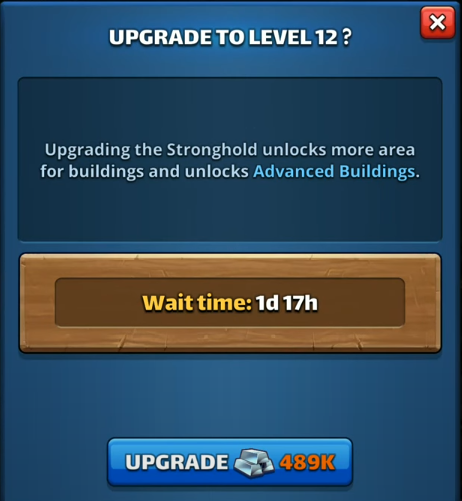 UPGRADE TO LEVEL 12 ?
Upgrading the Stronghold unlocks more area
for buildings and unlocks Advanced Buildings.
Wait time: 1d 17h
UPGRADE 489K